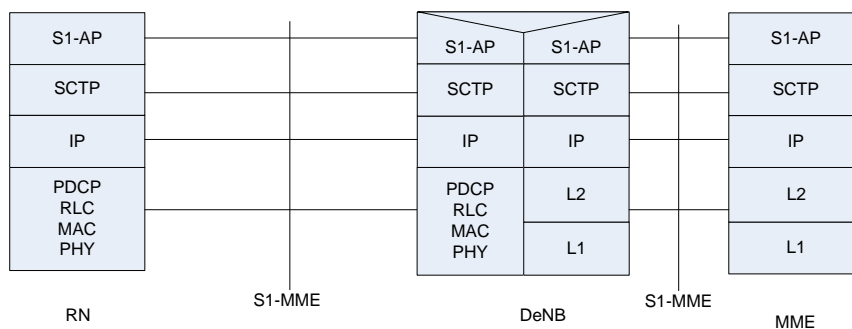 S1-AP
SCTP
IP
PDCP
RLC
MAC
PHY
RN
S1-MME
S1-AP S1-AP
SCTP SCTP
IP IP
PDCP
RLC
MAC
PHY
L2
L1
DeNB
S1-MME
S1-AP
SCTP
IP
L2
L1
MME